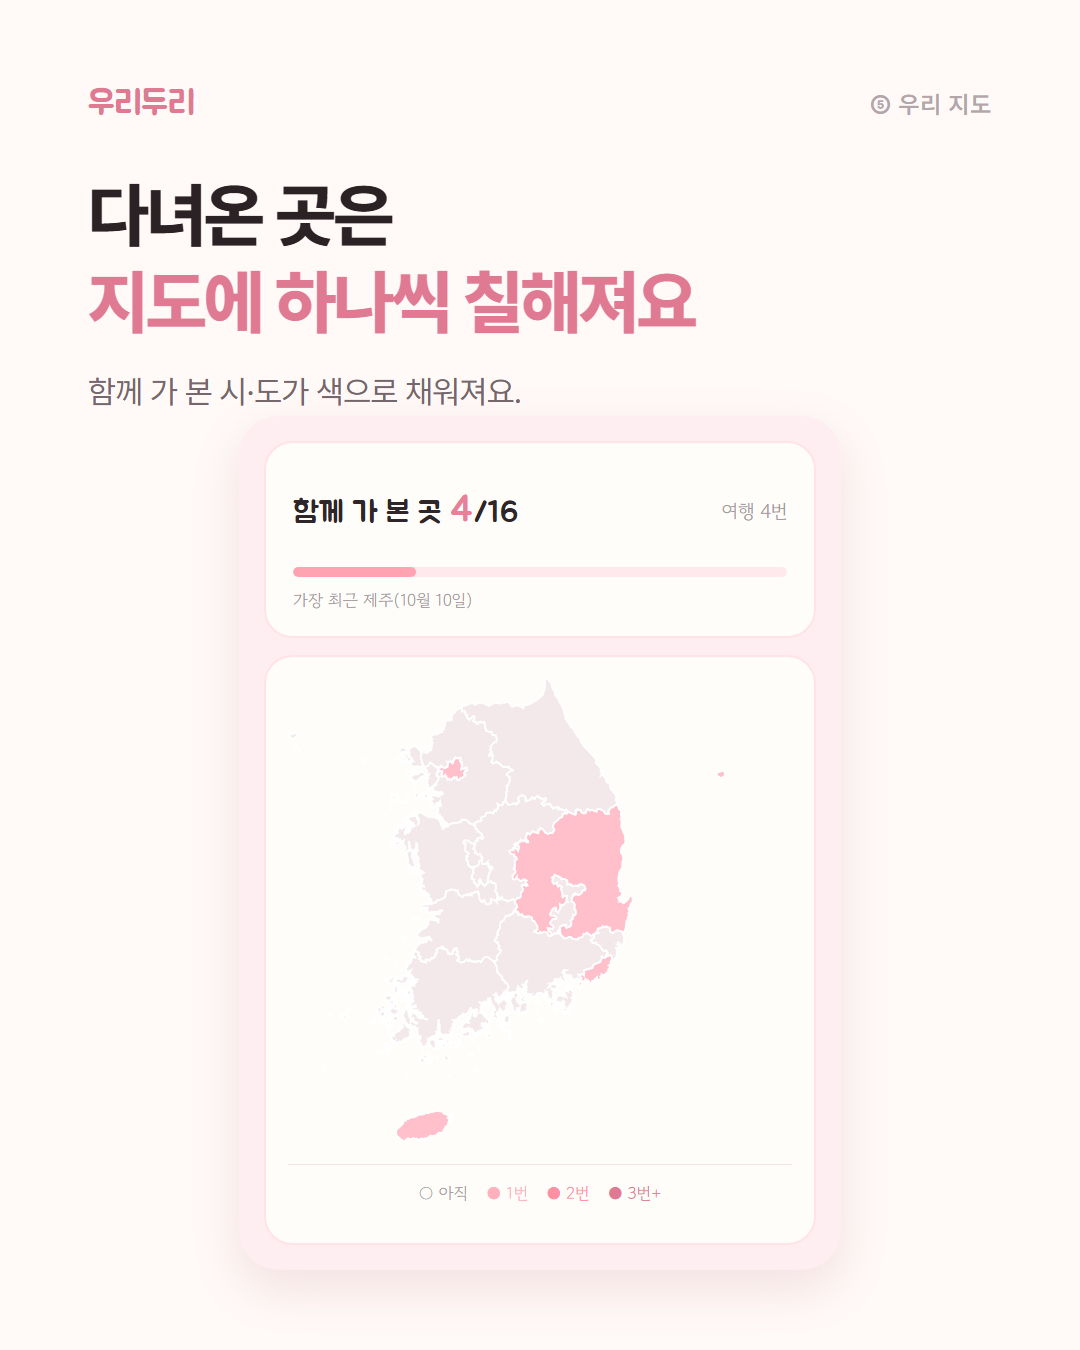 우리두리
⑤ 우리 지도
다녀온 곳은
지도에 하나씩 칠해져요
함께 가 본 시·도가 색으로 채워져요.
함께 가 본 곳 4/16
여행 4번
가장 최근 제주(10월 10일)
아직 1번 2번 3번+